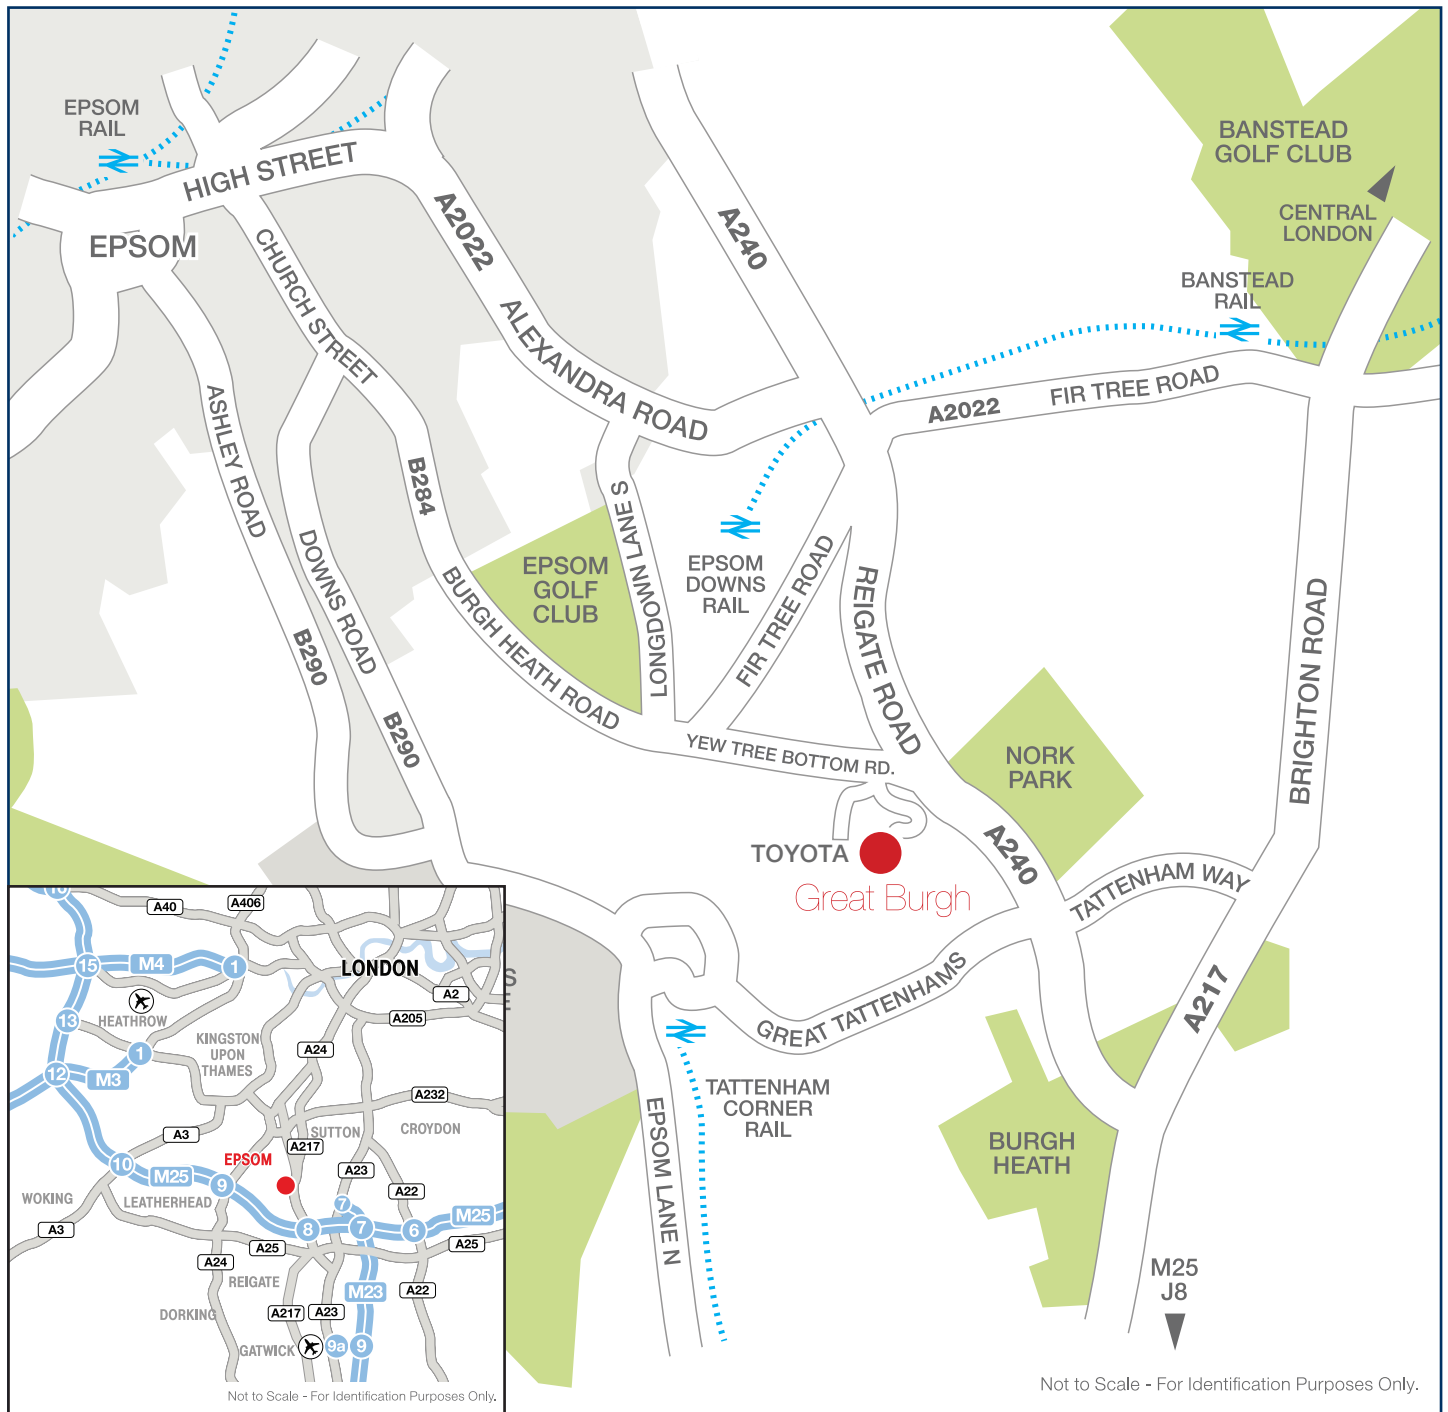 EPSOM
RAIL
HIGH STREET
EPSOM
CHURCH STREET
A2022
ALEXANDRA ROAD
A240
BANSTEAD
GOLF CLUB
CENTRAL
LONDON
BANSTEAD
RAIL
A2022
FIR TREE ROAD
ASHLEY ROAD
B290
DOWNS ROAD
B290
B284
BURGH HEATH ROAD
EPSOM
GOLF
CLUB
LONGDOWN LANE S
EPSOM
DOWNS
RAIL
FIR TREE ROAD
REIGATE ROAD
YEW TREE BOTTOM RD.
BRIGHTON ROAD
NORK
PARK
TOYOTA
Great Burgh
A240
TATTENHAM WAY
GREAT TATTENHAMS
A217
TATTENHAM
CORNER
RAIL
EPSOM LANE N
BURGH
HEATH
M25
J8
Not to Scale - For Identification Purposes Only.
S
E
16
A40
A406
15
M4
1
LONDON
A2
HEATHROW
13
A205
KINGSTON
UPON
THAMES
A24
1
12
M3
A232
A3
SUTTON
CROYDON
A217
EPSOM
10
M25
9
A23
A22
WOKING
LEATHERHEAD
7
M25
A3
8
7
6
A25
A25
A24
REIGATE
M23
A22
DORKING
A217
A23
GATWICK
9a
9
Not to Scale - For Identification Purposes Only.